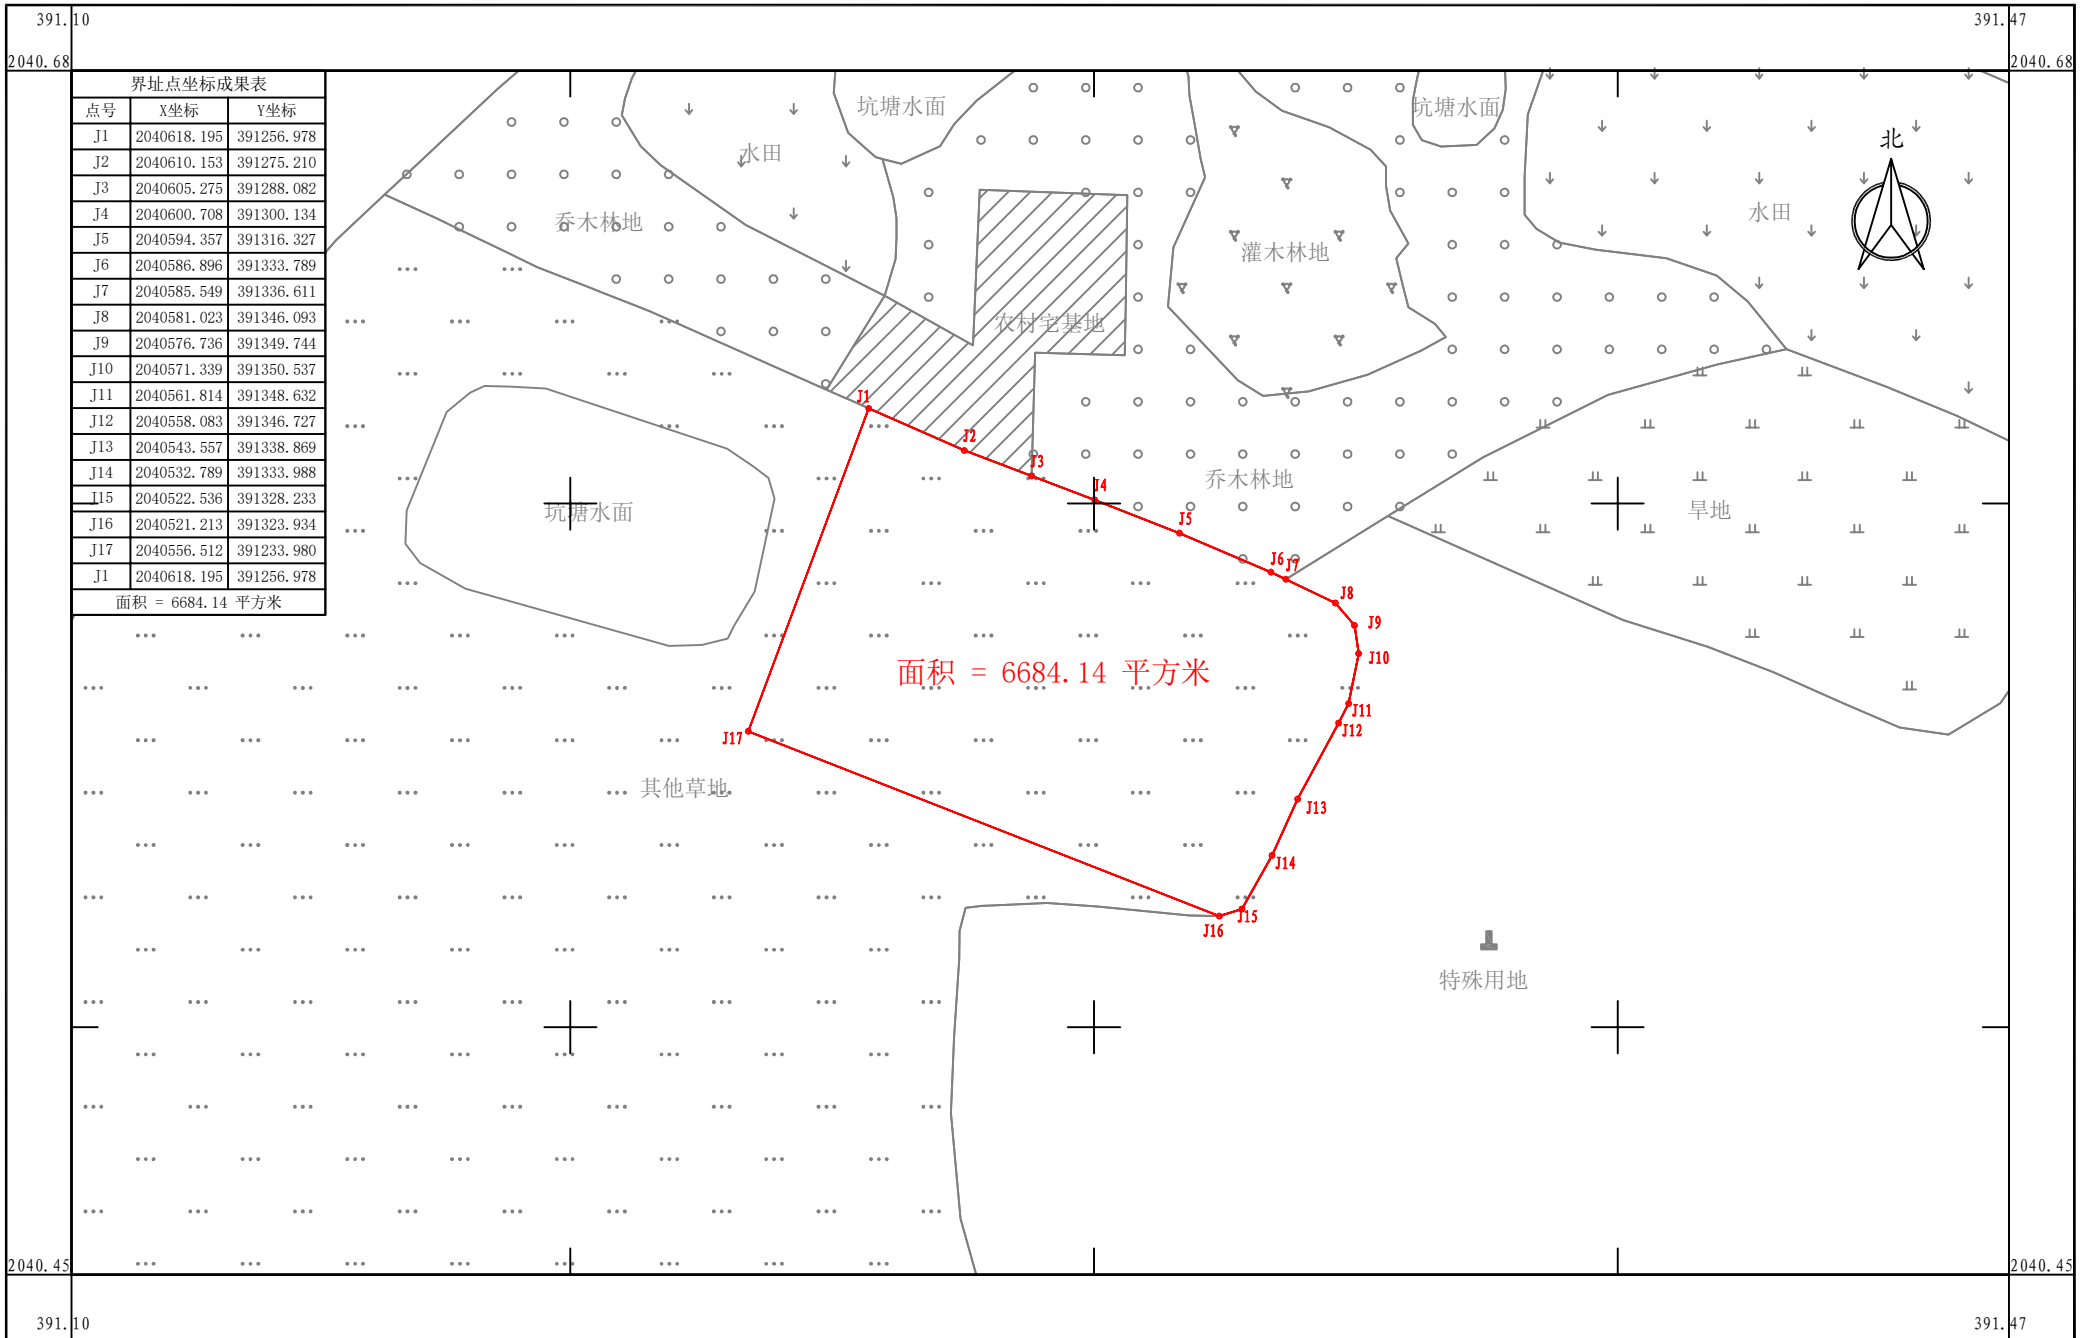 391.10
391.47
2040.68
2040.68
界址点坐标成果表
点号 X坐标 Y坐标
J1 2040618.195 391256.978
J2 2040610.153 391275.210
J3 2040605.275 391288.082
J4 2040600.708 391300.134
J5 2040594.357 391316.327
J6 2040586.896 391333.789
J7 2040585.549 391336.611
J8 2040581.023 391346.093
J9 2040576.736 391349.744
J10 2040571.339 391350.537
J11 2040561.814 391348.632
J12 2040558.083 391346.727
J13 2040543.557 391338.869
J14 2040532.789 391333.988
J15 2040522.536 391328.233
J16 2040521.213 391323.934
J17 2040556.512 391233.980
J1 2040618.195 391256.978
面积 = 6684.14 平方米
坑塘水面
坑塘水面
北
水田
水田
乔木林地
灌木林地
农村宅基地
J1
J2
J3
乔木林地
J4
坑塘水面
旱地
J5
J6
J7
J8
J9
J10
面积 = 6684.14 平方米
J11
J12
J17
其他草地
J13
J14
J15
J16
特殊用地
2040.45
2040.45
391.10
391.47